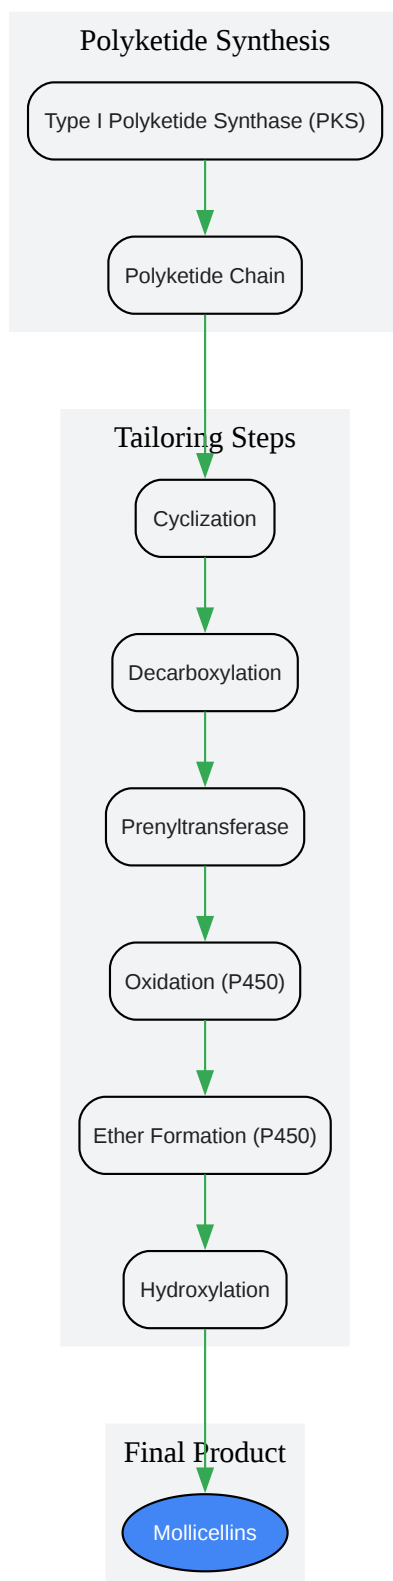 Polyketide Synthesis
Type I Polyketide Synthase (PKS)
Polyketide Chain
Tailoring Steps
Cyclization
Decarboxylation
Prenyltransferase
Oxidation (P450)
Ether Formation (P450)
Hydroxylation
Final Product
Mollicellins